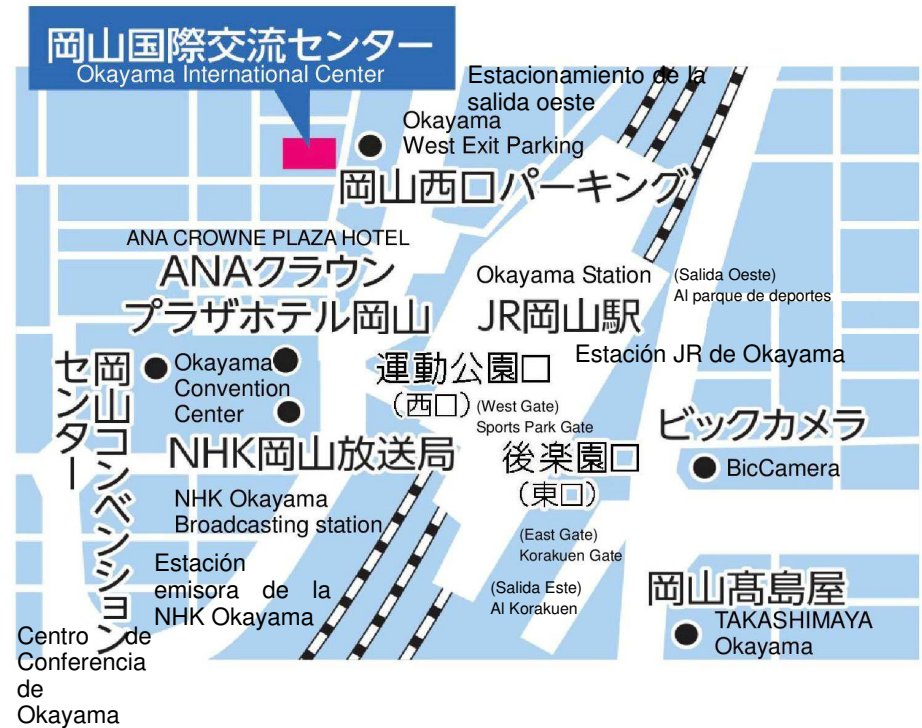 岡山国際交流センター
Okayama International Center
Estacionamiento de la
salida oeste
Okayama
West Exit Parking
岡山西口パーキング
ANA CROWNE PLAZA HOTEL
ANAクラウン
プラザホテル岡山
Okayama Station
JR岡山駅
(Salida Oeste)
Al parque de deportes
Estación JR de Okayama
岡山コンベンション
センター
Okayama
Convention
Center
運動公園口
(西口)
(West Gate)
Sports Park Gate
ビックカメラ
BicCamera
NHK岡山放送局
NHK Okayama
Broadcasting station
後楽園口
(東口)
(East Gate)
Korakuen Gate
(Salida Este)
Al Korakuen
Estación
emisora de la
NHK Okayama
岡山髙島屋
TAKASHIMAYA
Okayama
Centro de
Conferencia
de
Okayama